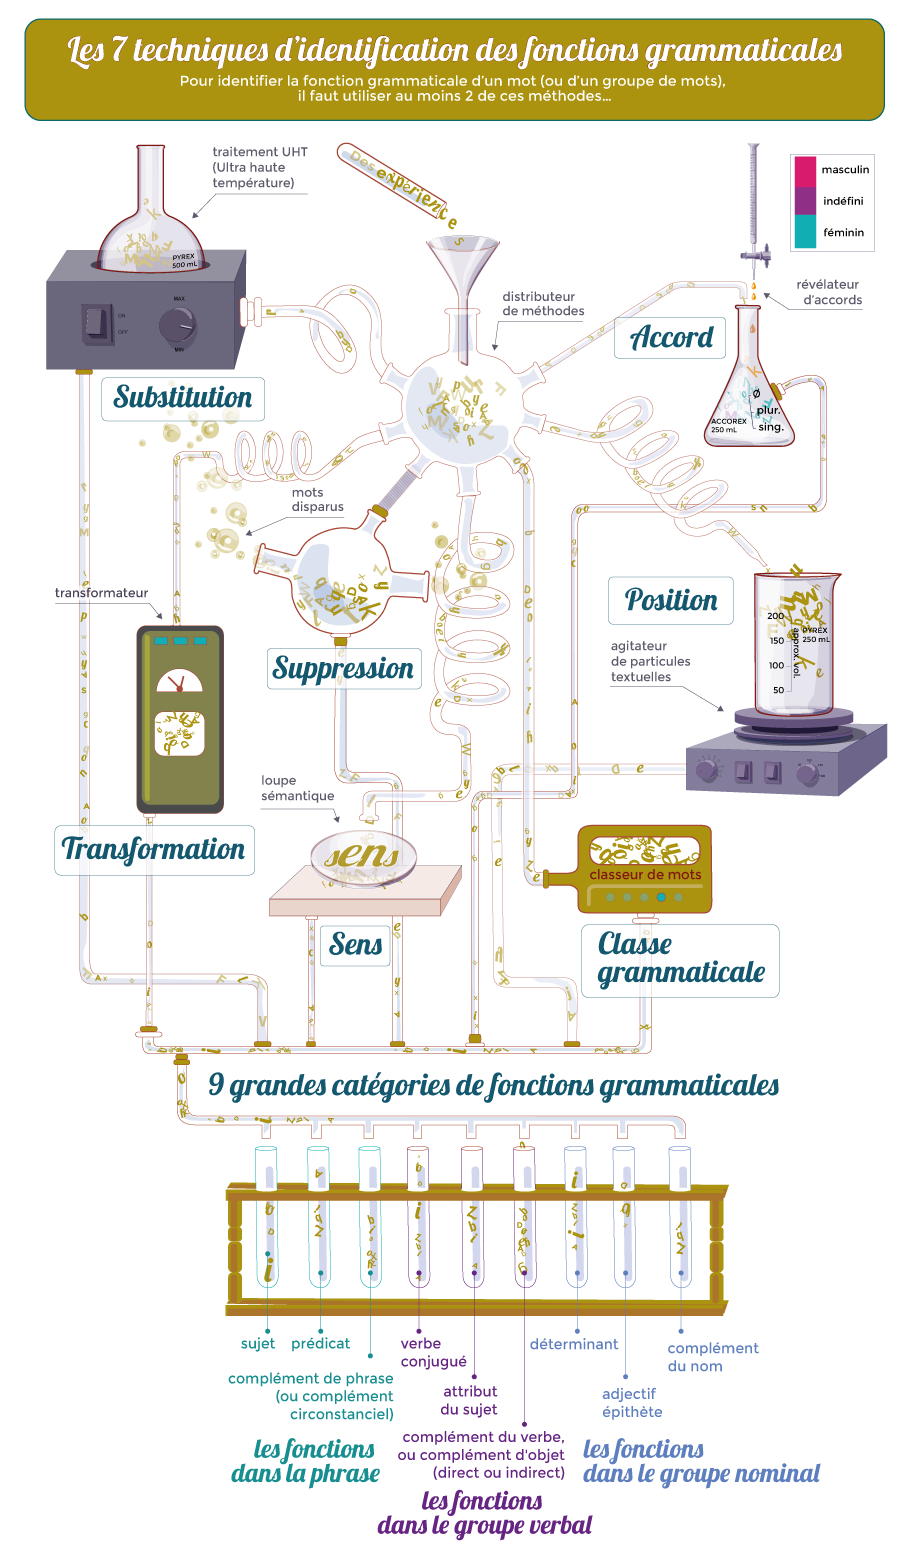 Les 7 techniques d'identification des fonctions grammaticales
Pour identifier la fonction grammaticale d'un mot (ou d'un groupe de mots),
il faut utiliser au moins 2 de ces méthodes...
traitement UHT
(Ultra haute
température)
PYREX
500 mL
MAX
ON
OFF
MIN
Des expérience
s
masculin
indéfini
féminin
révélateur
d'accords
distributeur
de méthodes
Accord
Ø
plur.
sing.
ACCOREX
250 mL
Substitution
mots
disparus
transformateur
Suppression
Position
agitateur
de particules
textuelles
200
150
100
50
approx. vol.
PYREX
250 mL
loupe
sémantique
sens
Transformation
Sens
classeur de mots
Classe
grammaticale
9 grandes catégories de fonctions grammaticales
sujet
prédicat
complément de phrase
(ou complément
circonstanciel)
les fonctions
dans la phrase
verbe
conjugué
attribut
du sujet
complément du verbe,
ou complément d'objet
(direct ou indirect)
les fonctions
dans le groupe verbal
déterminant
adjectif
épithète
complément
du nom
les fonctions
dans le groupe nominal